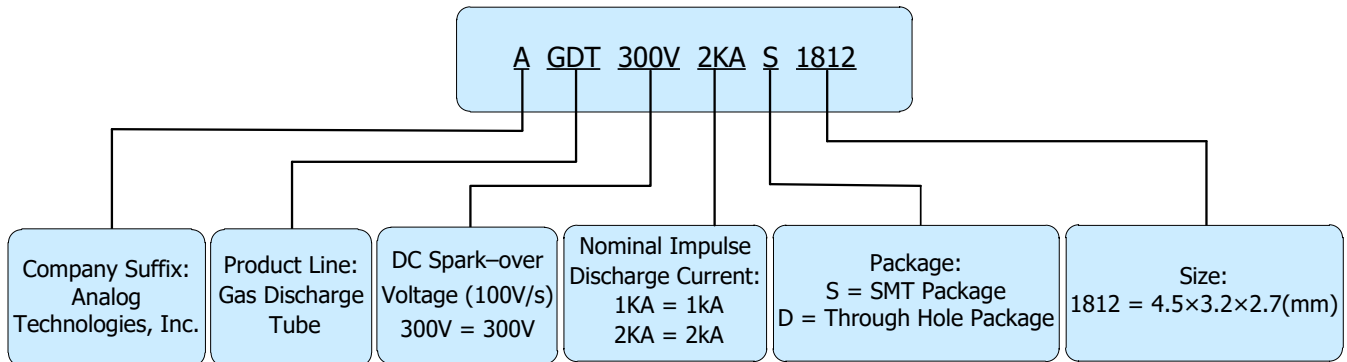 A GDT 300V 2KA S 1812
Company Suffix:
Analog
Technologies, Inc.
Product Line:
Gas Discharge
Tube
DC Spark–over
Voltage (100V/s)
300V = 300V
Nominal Impulse
Discharge Current:
1KA = 1kA
2KA = 2kA
Package:
S = SMT Package
D = Through Hole Package
Size:
1812 = 4.5×3.2×2.7(mm)